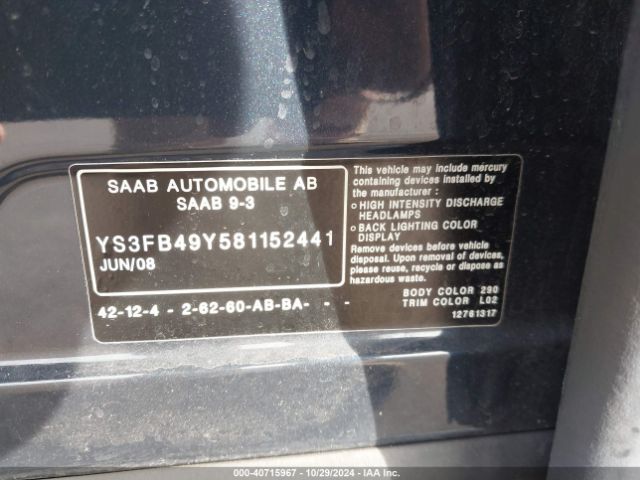 SAAB AUTOMOBILE AB
SAAB 9-3
YS3FB49Y581152441
JUN/08
42-12-4 - 2-62-60-AB-BA- - -
This vehicle may include mercury
containing devices installed by
the manufacturer :
o HIGH INTENSITY DISCHARGE
HEADLAMPS
o BACK LIGHTING COLOR
DISPLAY
Remove devices before vehicle
disposal. Upon removal of devices,
please reuse, recycle or dispose as
hazardous waste.
BODY COLOR 290
TRIM COLOR L02
12761317
000-40715967 - 10/29/2024 - IAA Inc.